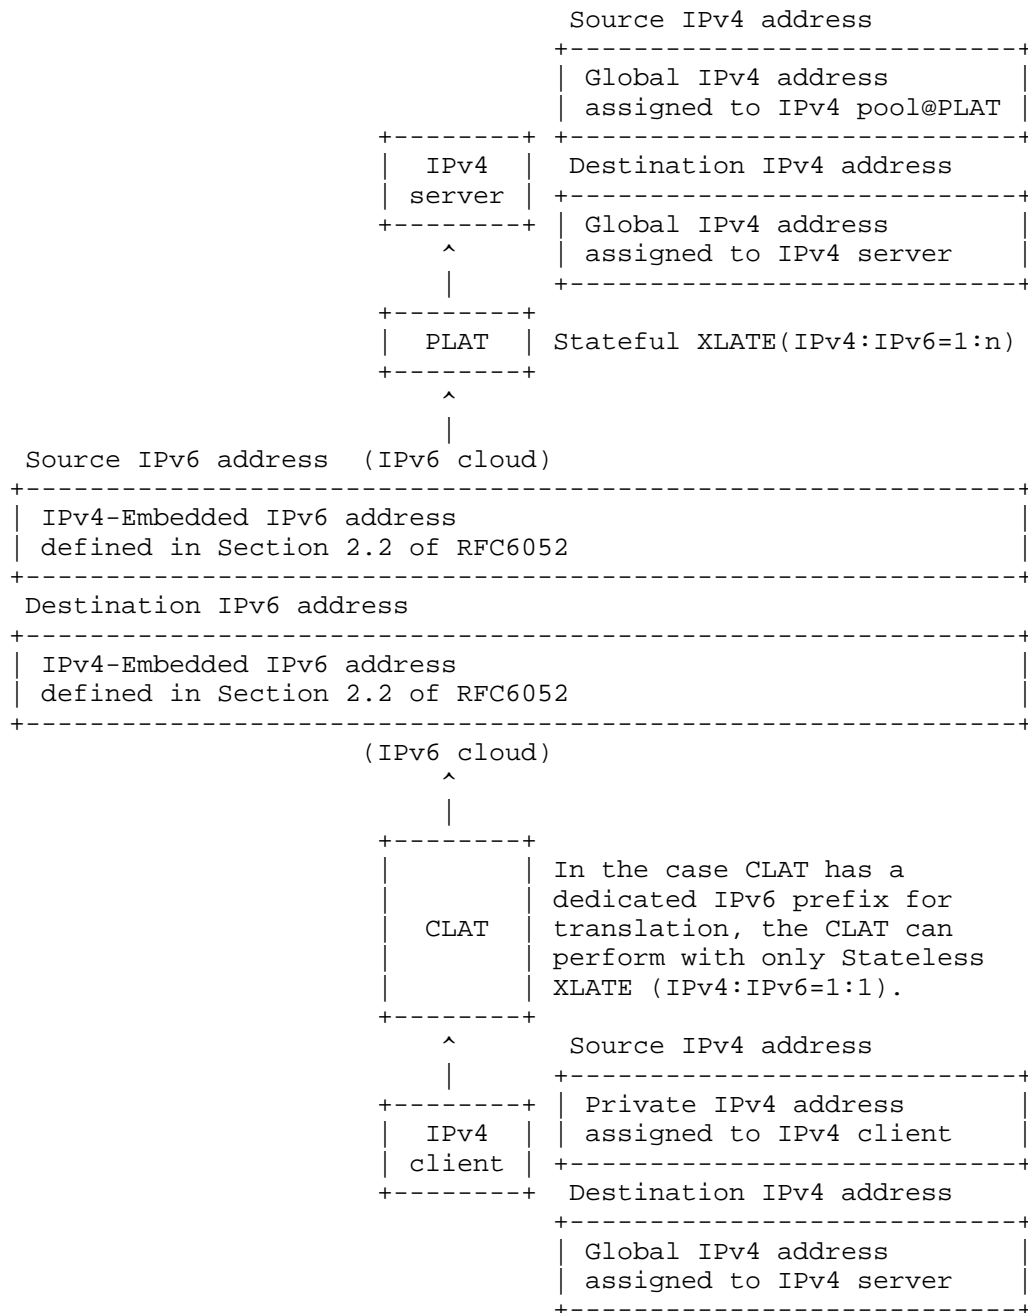 Source IPv4 address
Global IPv4 address
assigned to IPv4 pool@PLAT
IPv4
server
Destination IPv4 address
Global IPv4 address
assigned to IPv4 server
PLAT
Stateful XLATE(IPv4:IPv6=1:n)
Source IPv6 address (IPv6 cloud)
IPv4-Embedded IPv6 address
defined in Section 2.2 of RFC6052
Destination IPv6 address
IPv4-Embedded IPv6 address
defined in Section 2.2 of RFC6052
(IPv6 cloud)
CLAT
In the case CLAT has a
dedicated IPv6 prefix for
translation, the CLAT can
perform with only Stateless
XLATE (IPv4:IPv6=1:1).
Source IPv4 address
Private IPv4 address
assigned to IPv4 client
IPv4
client
Destination IPv4 address
Global IPv4 address
assigned to IPv4 server